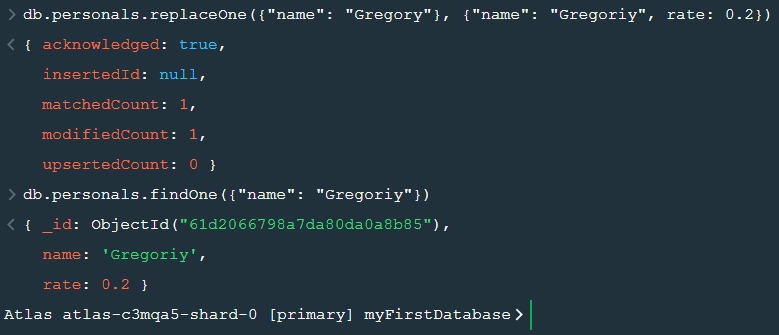 > db.personals.replaceOne({"name": "Gregory"}, {"name": "Gregoriy", rate: 0.2})
< { acknowledged: true,
insertedId: null,
matchedCount: 1,
modifiedCount: 1,
upsertedCount: 0 }
> db.personals.findOne({"name": "Gregoriy"})
< { _id: ObjectId("61d2066798a7da80da0a8b85"),
name: 'Gregoriy',
rate: 0.2 }
Atlas atlas-c3mqa5-shard-0 [primary] myFirstDatabase>